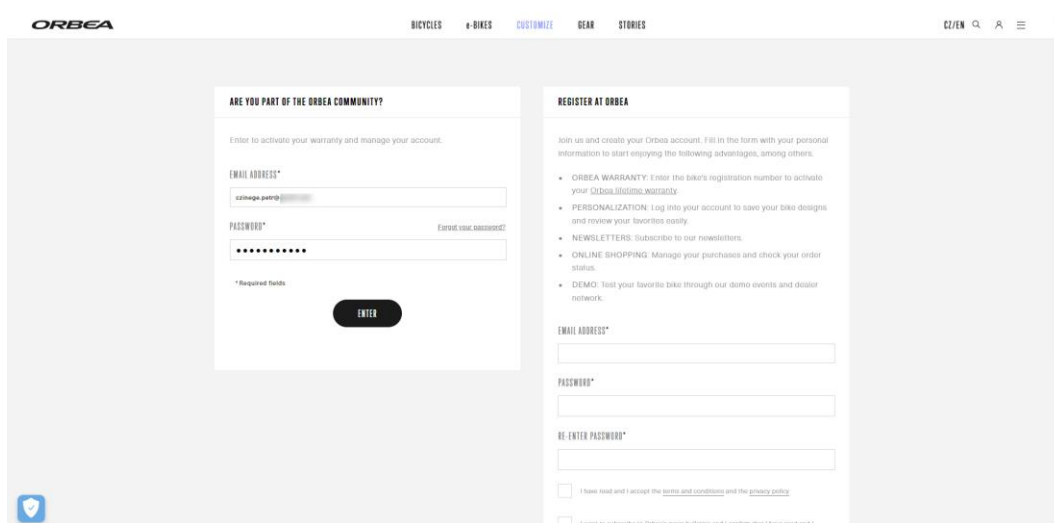 ORBEA
BICYCLES e-BIKES CUSTOMIZE GEAR STORIES
CZ/EN
ARE YOU PART OF THE ORBEA COMMUNITY?
Enter to activate your warranty and manage your account.
EMAIL ADDRESS*
czinege.petr@
PASSWORD*
Forgot your password?
* Required fields
ENTER
REGISTER AT ORBEA
Join us and create your Orbea account. Fill in the form with your personal
information to start enjoying the following advantages, among others.
• ORBEA WARRANTY: Enter the bike's registration number to activate
your Orbea lifetime warranty.
• PERSONALIZATION: Log into your account to save your bike designs
and review your favorites easily.
• NEWSLETTERS: Subscribe to our newsletters.
• ONLINE SHOPPING: Manage your purchases and check your order
status.
• DEMO: Test your favorite bike through our demo events and dealer
network.
EMAIL ADDRESS*
PASSWORD*
RE-ENTER PASSWORD*
I have read and I accept the terms and conditions and the privacy policy